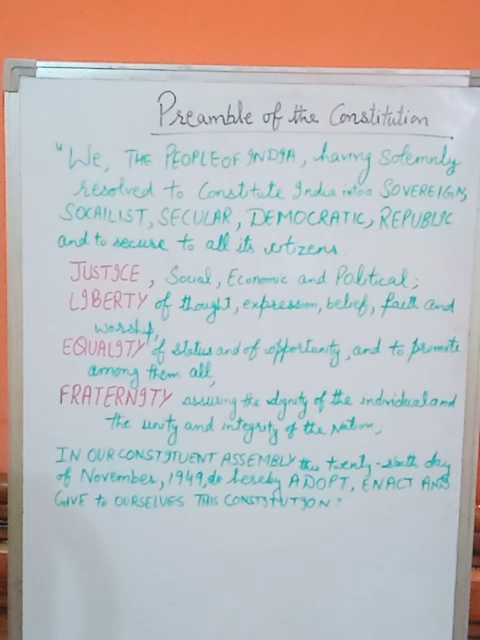 Preamble of the Constitution
"We, THE PEOPLE OF INDIA, having Solemnly
resolved to Constitute India into a SOVEREIGN,
SOCAILIST, SECULAR, DEMOCRATIC, REPUBLIC
and to secure to all its citizens
JUSTICE, Social, Economic and Political;
LIBERTY of thought, expression, belief, faith and
worship,
EQUALITY of status and of opportunity, and to promote
among them all,
FRATERNITY assuring the dignity of the individual and
the unity and integrity of the Nation,
IN OUR CONSTITUENT ASSEMBLY this twenty-sixth day
of November, 1949, do hereby ADOPT, ENACT AND
GIVE to OURSELVES THIS CONSTITUTION."